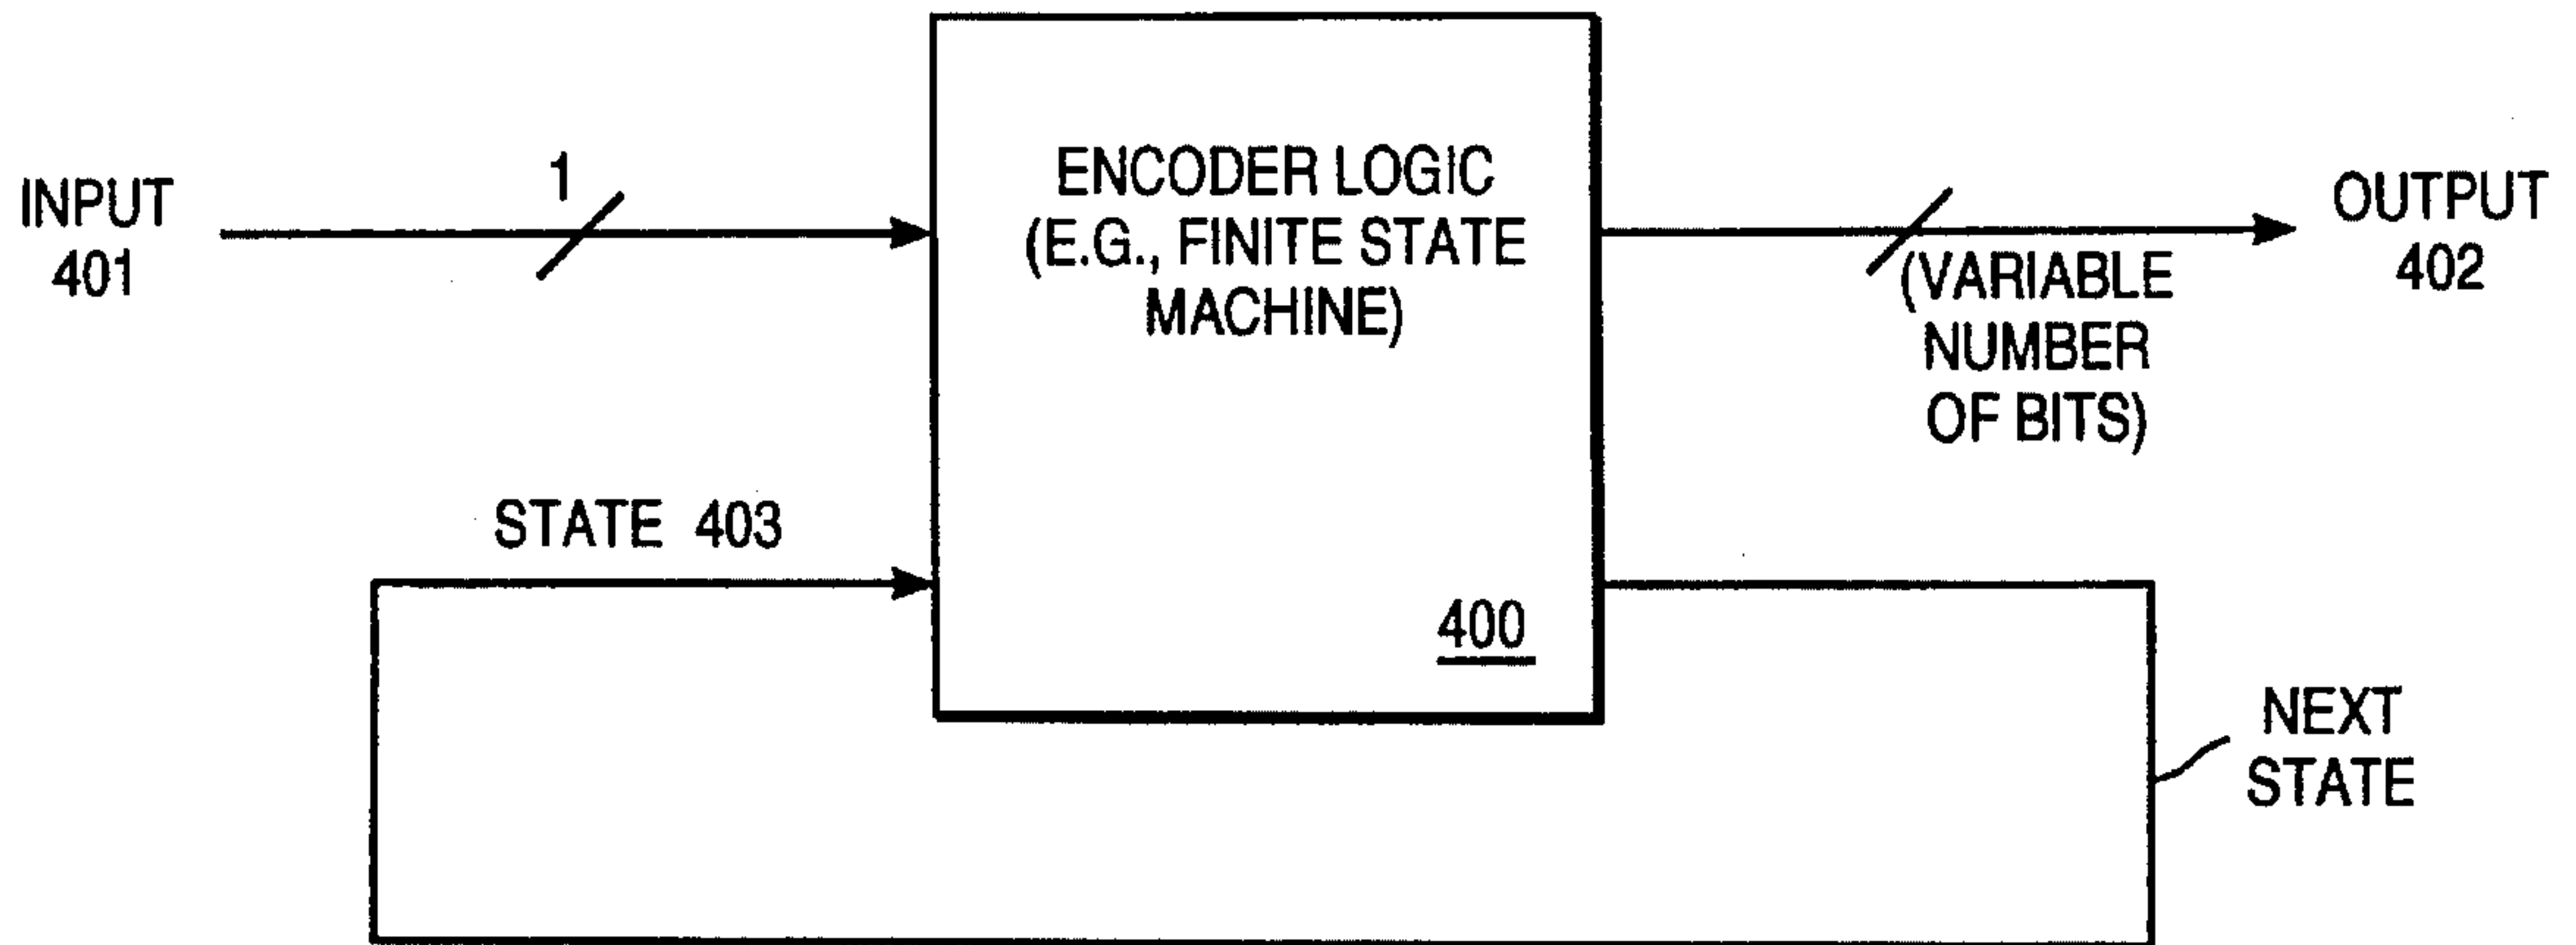 INPUT
401
1
ENCODER LOGIC
(E.G., FINITE STATE
MACHINE)
400
OUTPUT
402
(VARIABLE
NUMBER
OF BITS)
STATE 403
NEXT
STATE